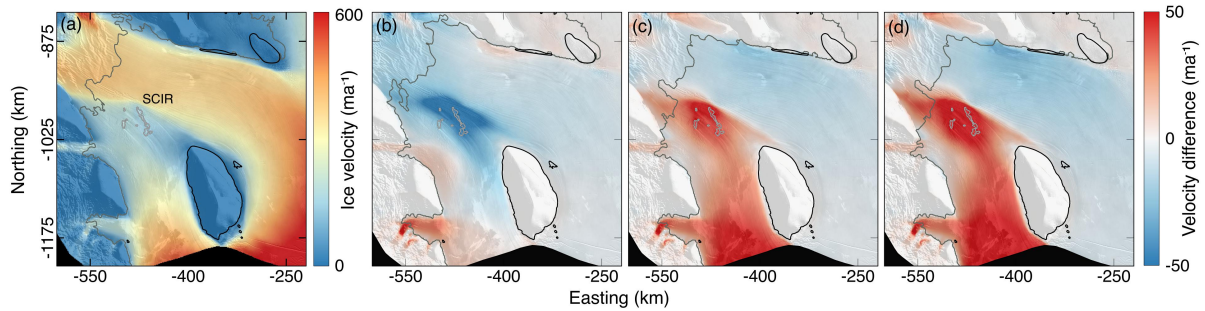 (a)
(b)
(c)
(d)
SCIR
Northing (km)
-875
-1025
-1175
600
Ice velocity (ma-1)
0
50
Velocity difference (ma-1)
0
-50
-550
-400
-250
-550
-400
-250
-550
-400
-250
-550
-400
-250
Easting (km)